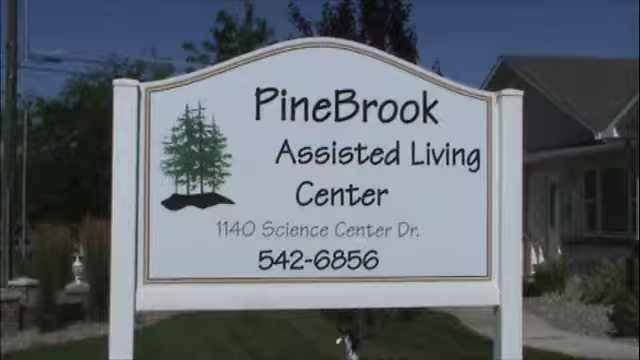 PineBrook
Assisted Living
Center
1140 Science Center Dr.
542-6856